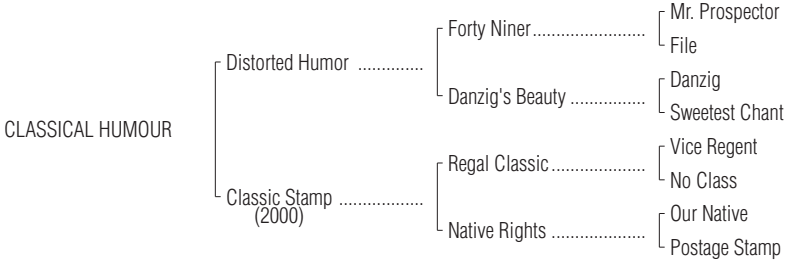 Mr. Prospector
Forty Niner........................
File
Distorted Humor ..............
Danzig
Danzig's Beauty ................
Sweetest Chant
CLASSICAL HUMOUR
Vice Regent
Regal Classic....................
No Class
Classic Stamp ..................
(2000)
Our Native
Native Rights ....................
Postage Stamp